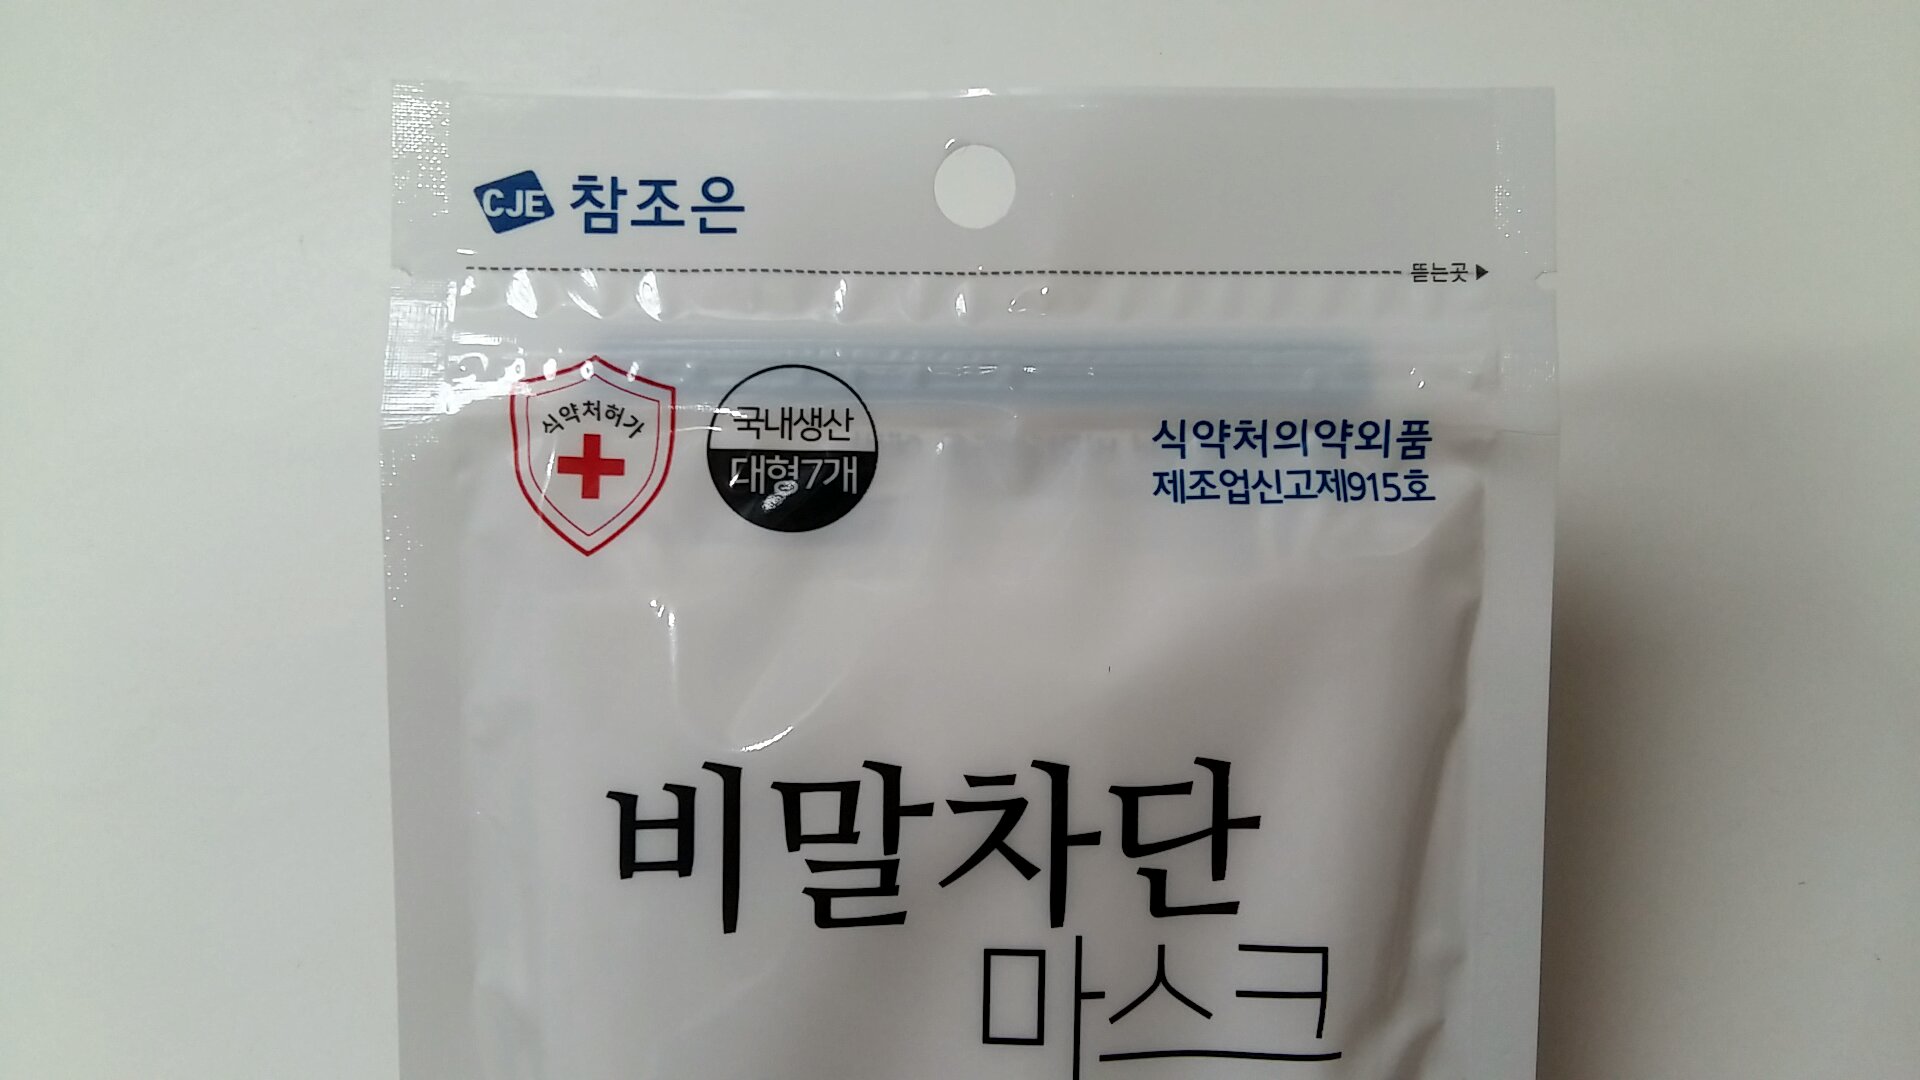 CJE 참조은
뜯는곳
식약처허가
국내생산
대형7개
식약처의약외품
제조업신고제915호
비말차단
마스크